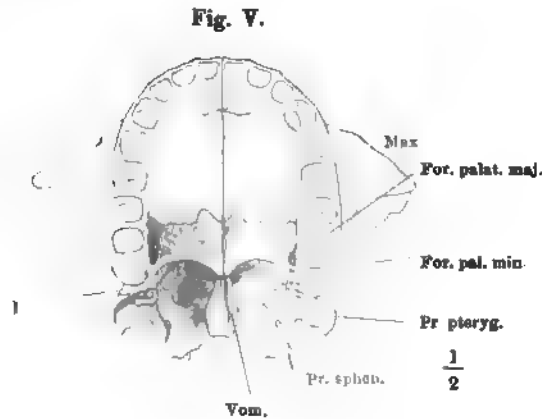 Fig. V.
Max
For. palat. maj.
For. pal. min
Pr pteryg.
1
2
Pr. sphen.
Vom.